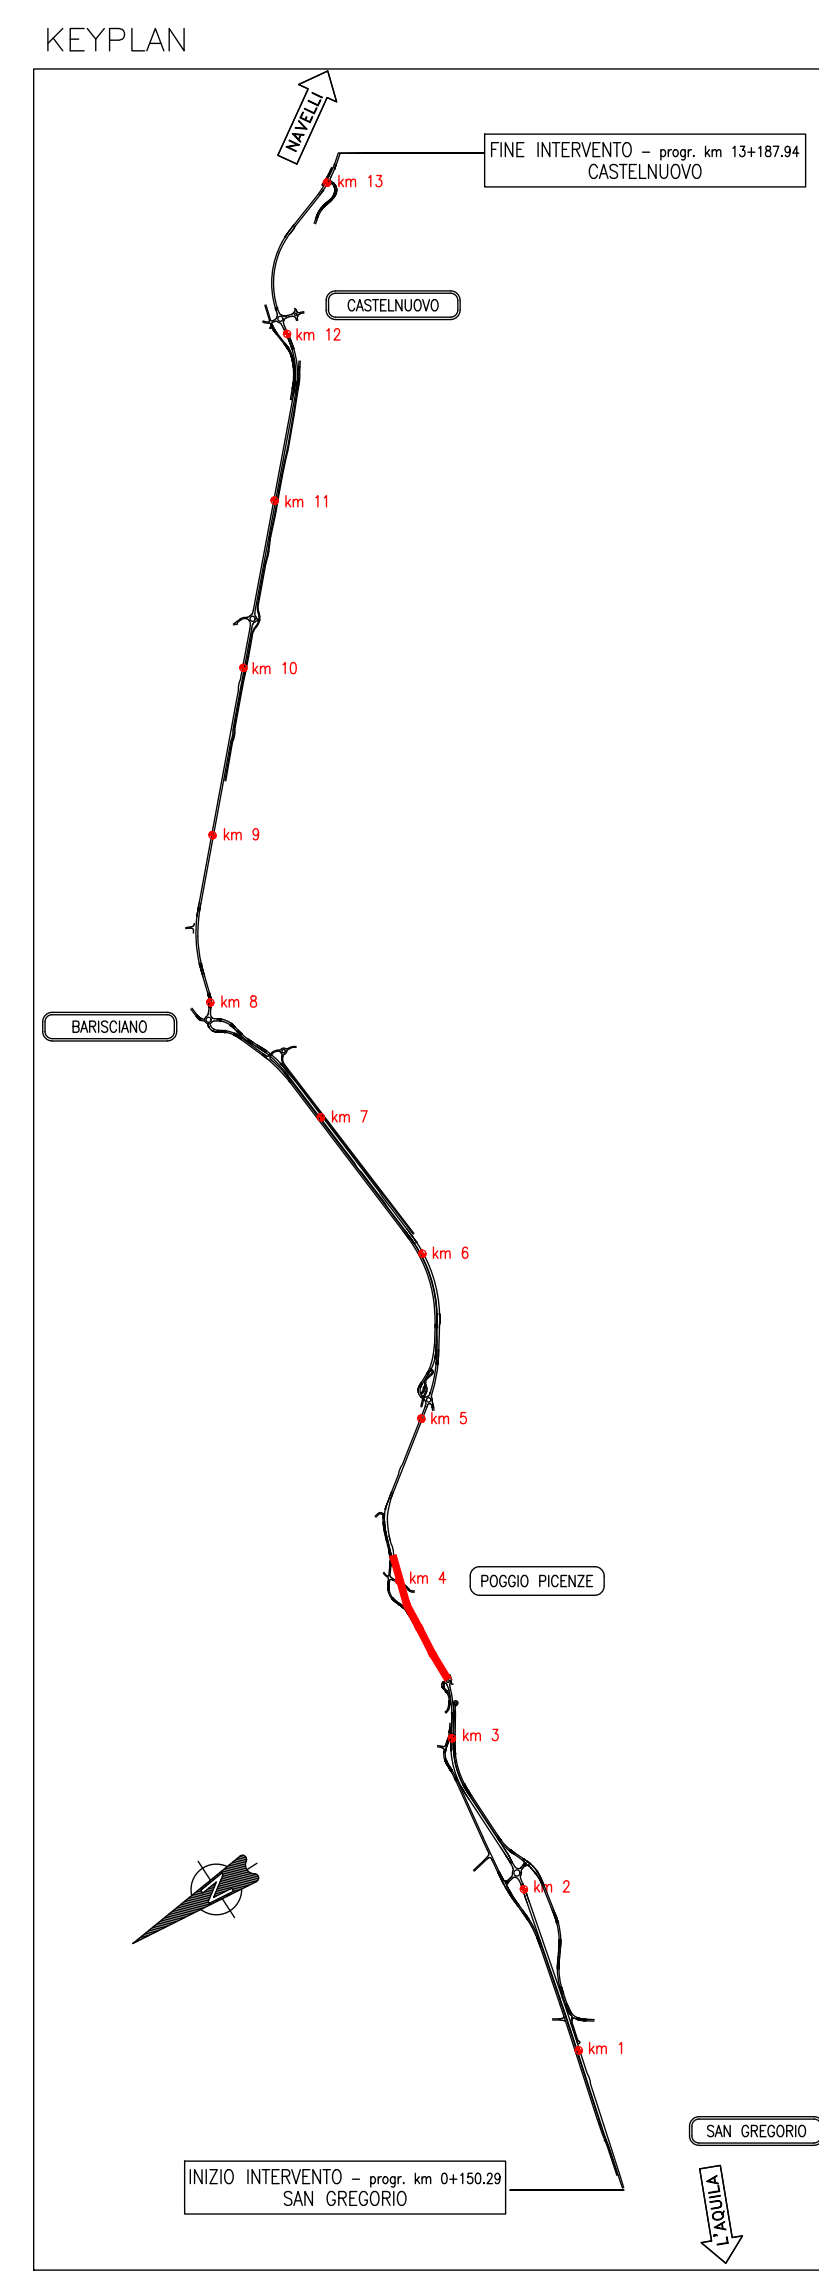 KEYPLAN
NAVELLI
FINE INTERVENTO – progr. km 13+187.94
CASTELNUOVO
km 13
CASTELNUOVO
km 12
km 11
km 10
km 9
km 8
BARISCIANO
km 7
km 6
km 5
km 4
POGGIO PICENZE
km 3
N
km 2
km 1
SAN GREGORIO
INIZIO INTERVENTO – progr. km 0+150.29
SAN GREGORIO
L'AQUILA